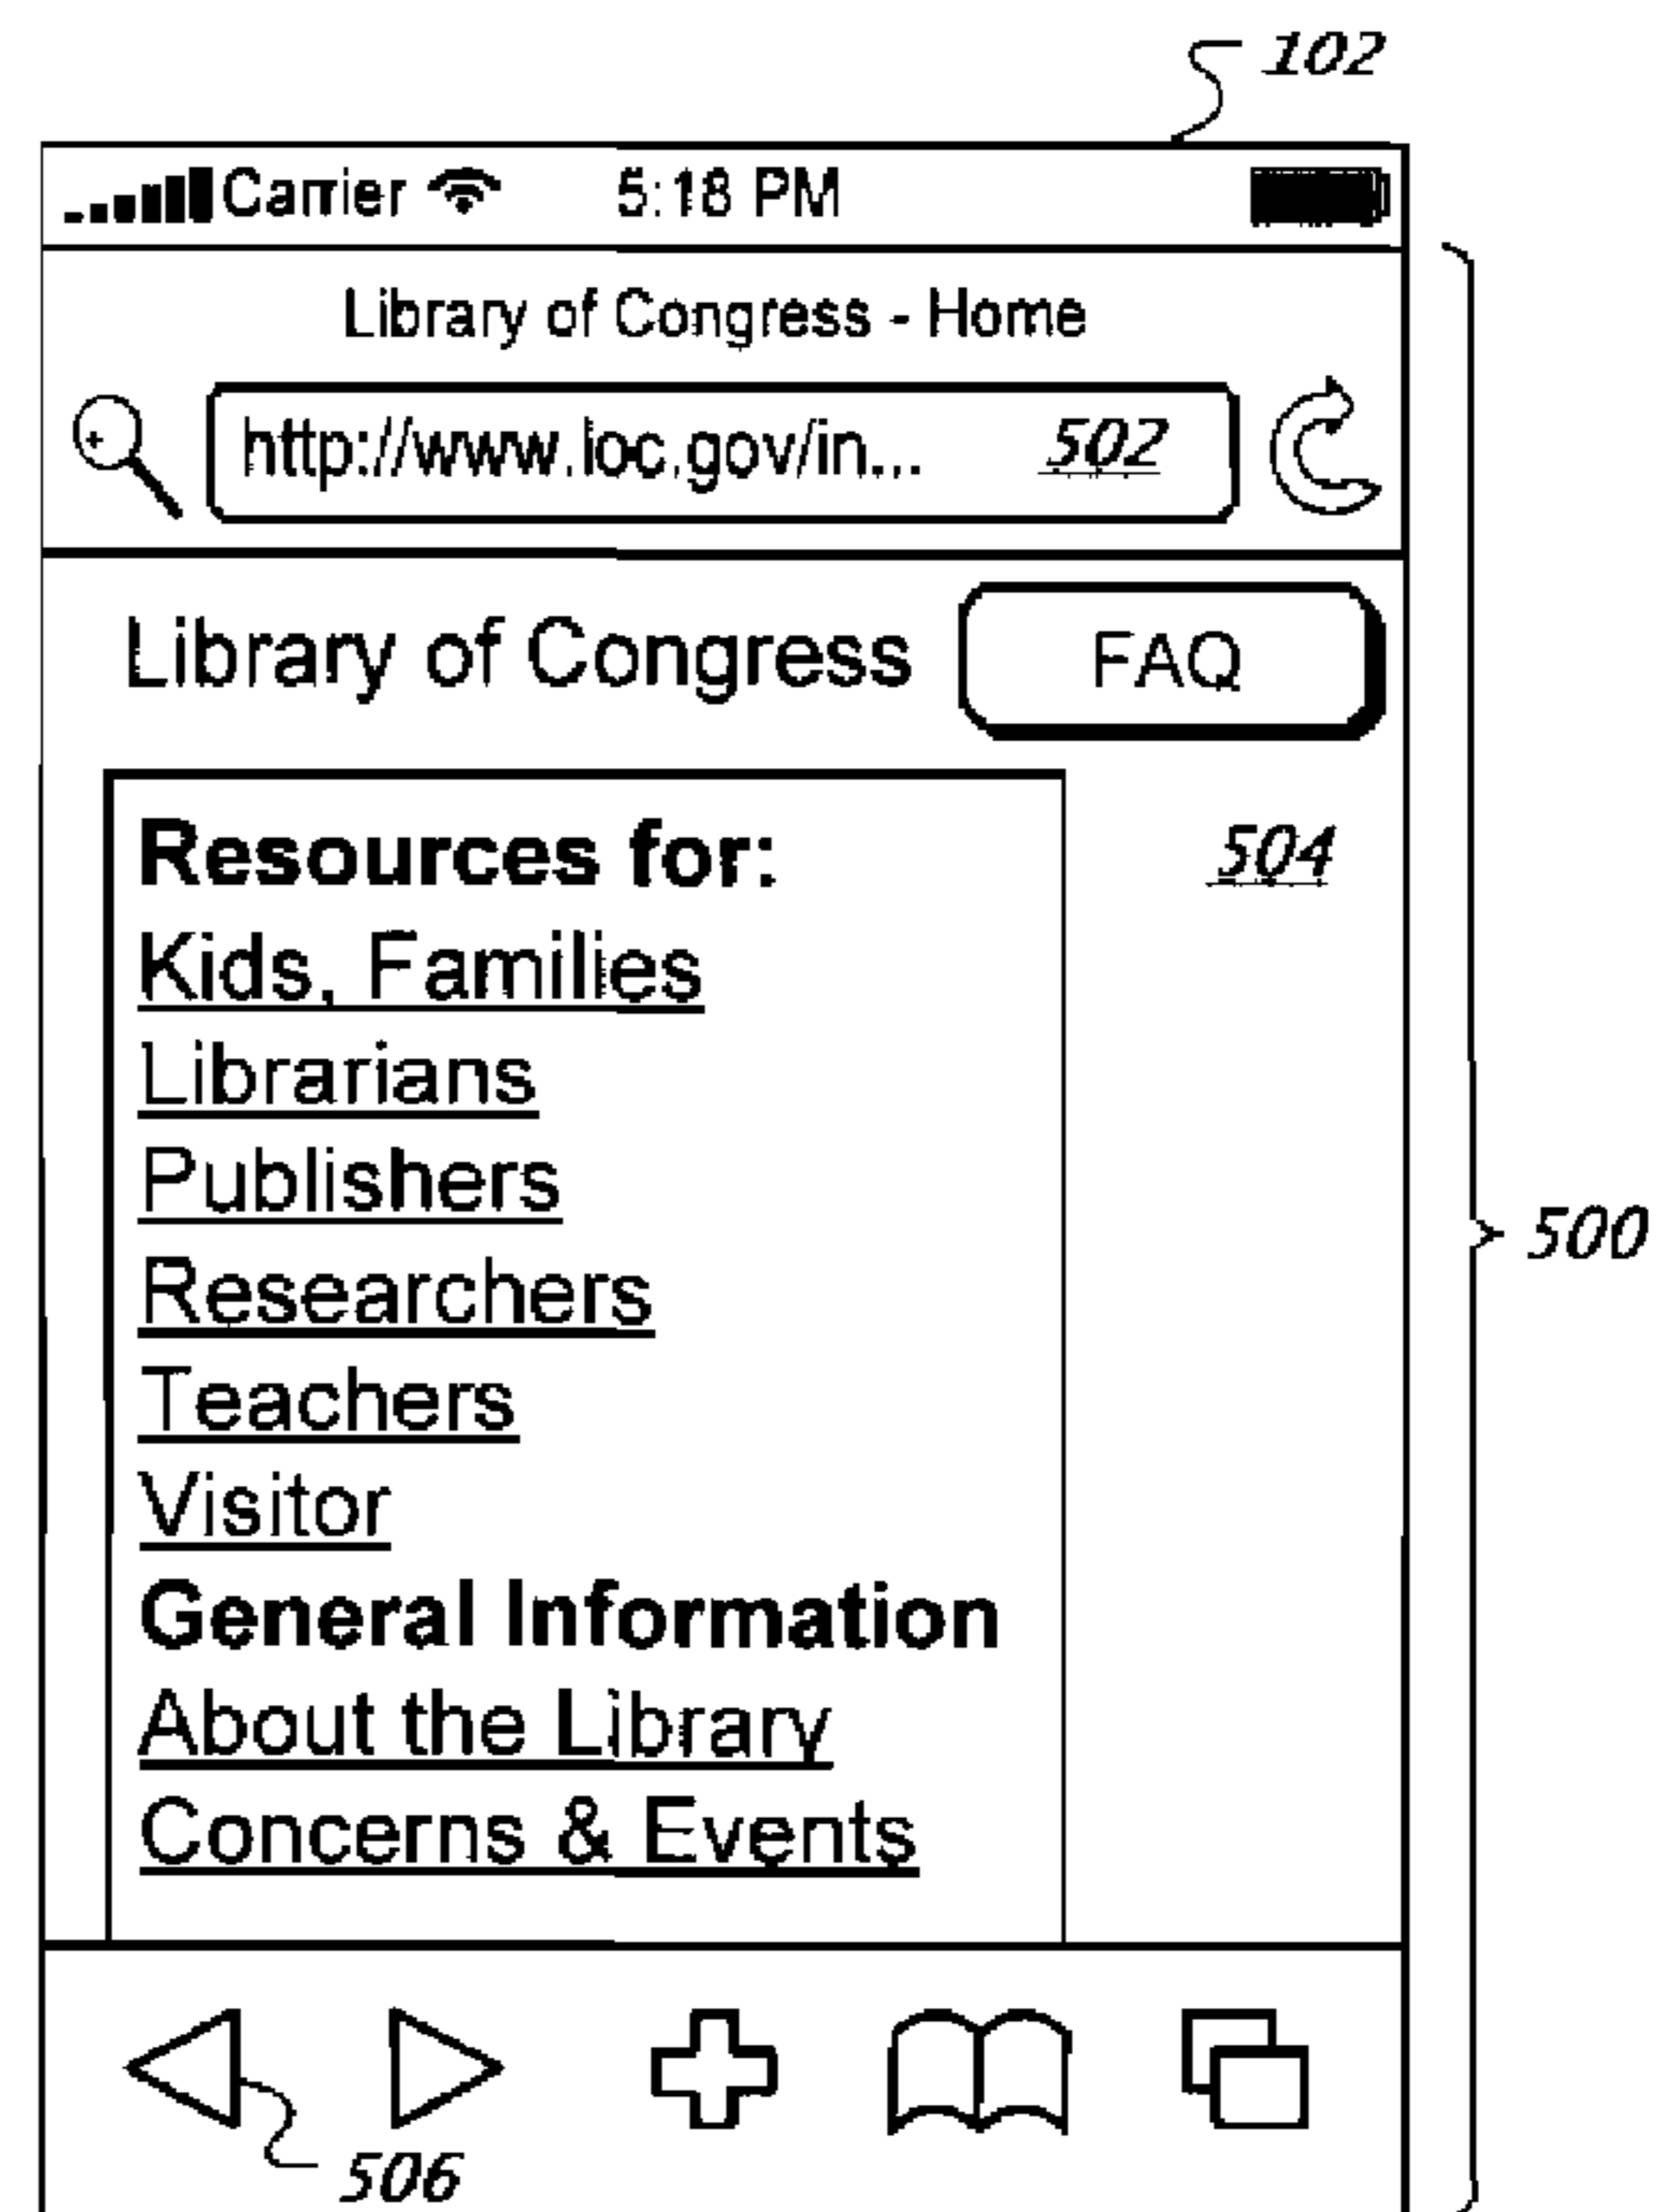 102
Carrier 5:18 PM
Library of Congress - Home
http://www.loc.gov/in... 502
Library of Congress FAQ
Resources for:
504
Kids, Families
Librarians
Publishers
500
Researchers
Teachers
Visitor
General Information
About the Library
Concerns & Events
506